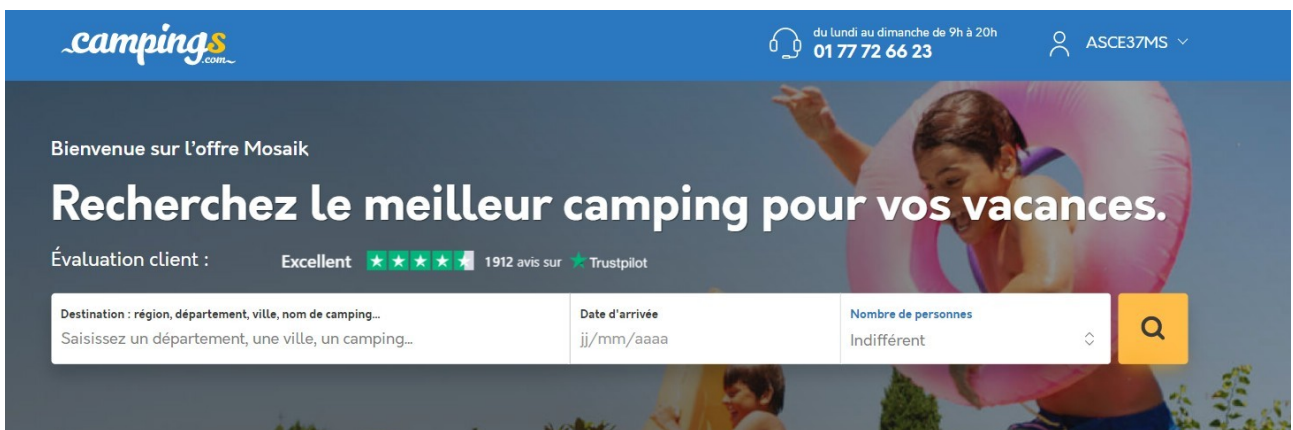 campings
.com
du lundi au dimanche de 9h à 20h
01 77 72 66 23
ASCE37MS
Bienvenue sur l'offre Mosaik
Recherchez le meilleur camping pour vos vacances.
Évaluation client :
Excellent
1912 avis sur
Trustpilot
Destination : région, département, ville, nom de camping...
Saisissez un département, une ville, un camping...
Date d'arrivée
jj/mm/aaaa
Nombre de personnes
Indifférent